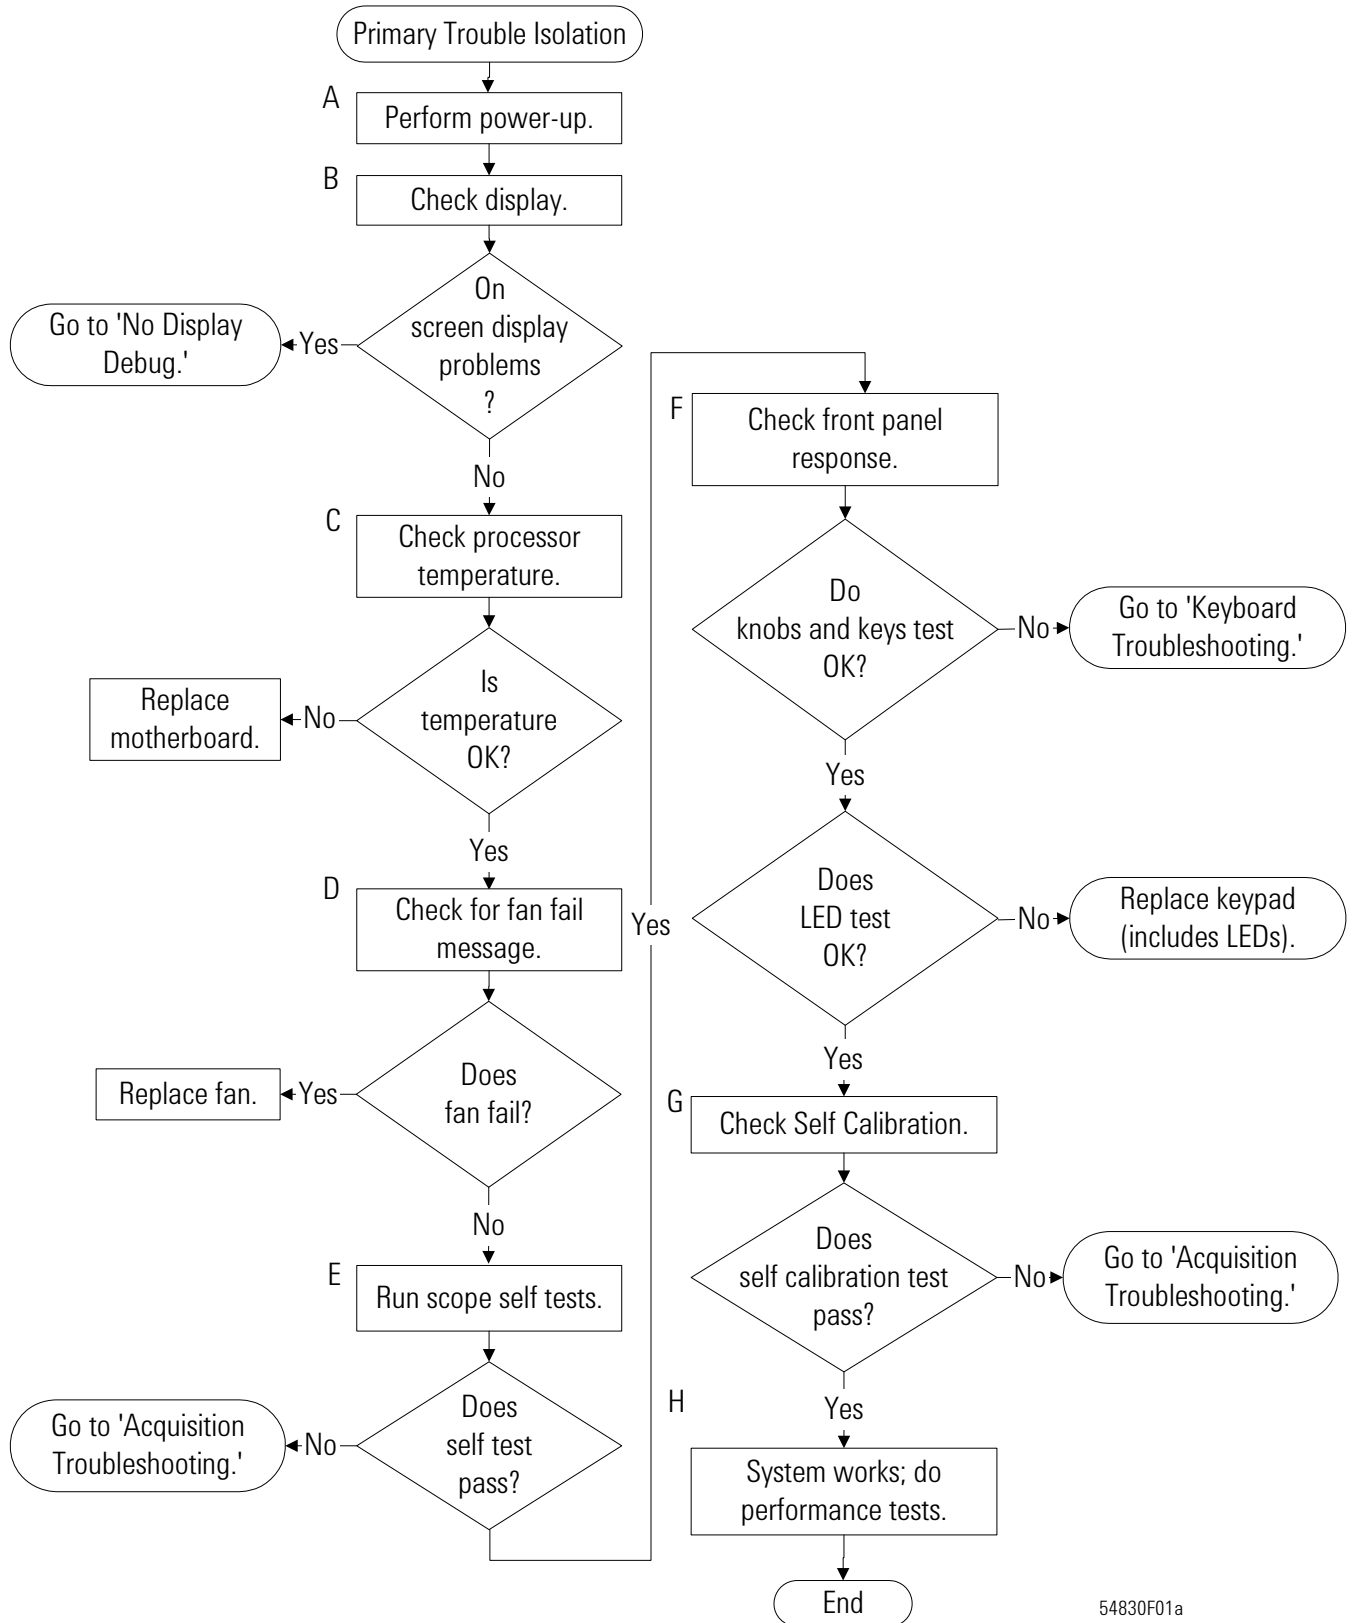 Primary Trouble Isolation
A
Perform power-up.
B
Check display.
On
screen display
problems
?
Yes
Go to 'No Display
Debug.'
No
C
Check processor
temperature.
Is
temperature
OK?
No
Replace
motherboard.
Yes
D
Check for fan fail
message.
Does
fan fail?
Yes
Replace fan.
No
E
Run scope self tests.
Does
self test
pass?
No
Go to 'Acquisition
Troubleshooting.'
Yes
F
Check front panel
response.
Do
knobs and keys test
OK?
No
Go to 'Keyboard
Troubleshooting.'
Yes
Does
LED test
OK?
No
Replace keypad
(includes LEDs).
Yes
G
Check Self Calibration.
Does
self calibration test
pass?
No
Go to 'Acquisition
Troubleshooting.'
Yes
H
System works; do
performance tests.
End
54830F01a